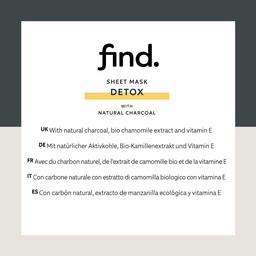 find.
SHEET MASK
DETOX
WITH
NATURAL CHARCOAL
UK With natural charcoal, bio chamomile extract and vitamin E
DE Mit natürlicher Aktivkohle, Bio-Kamillenextrakt und Vitamin E
FR Avec du charbon naturel, de l'extrait de camomille bio et de la vitamine E
IT Con carbone naturale con estratto di camomilla biologico con vitamina E
ES Con carbón natural, extracto de manzanilla ecológica y vitamina E